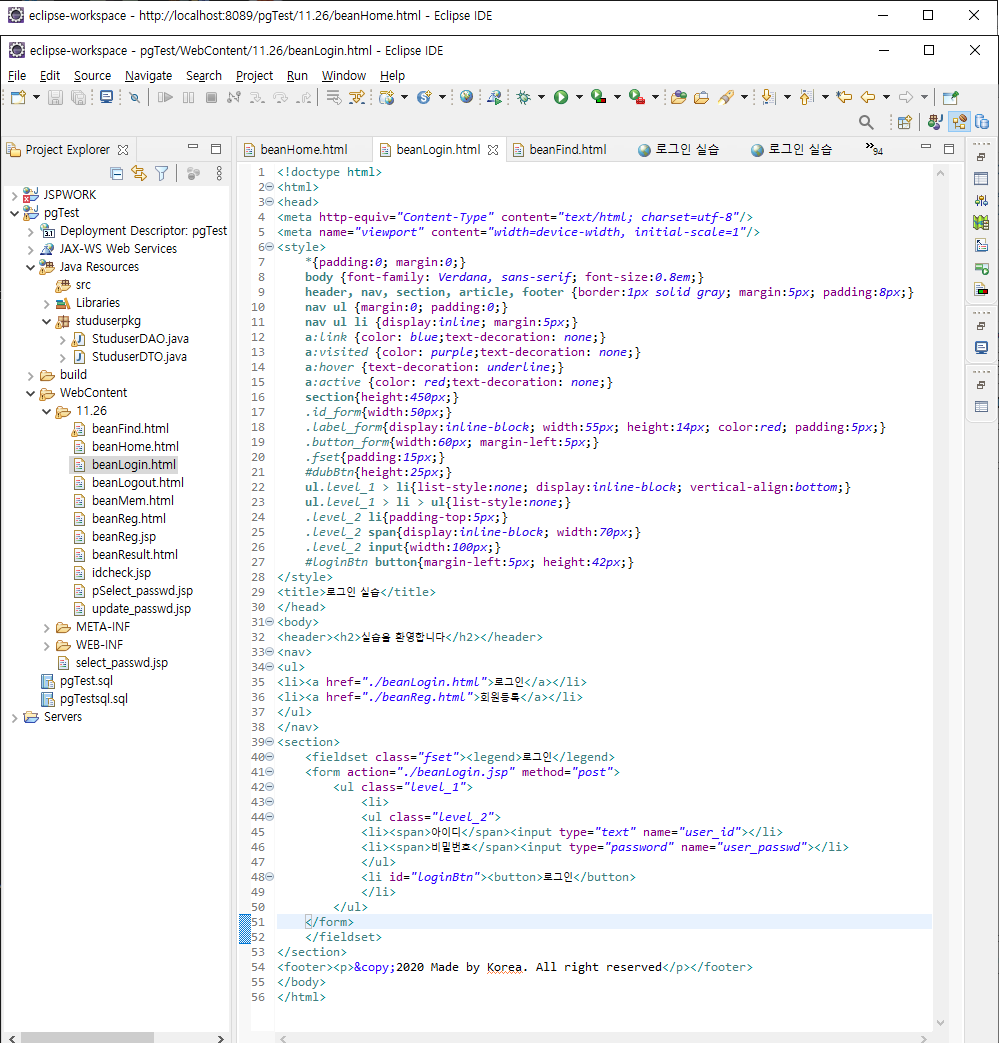 eclipse-workspace - http://localhost:8089/pgTest/11.26/beanHome.html - Eclipse IDE
eclipse-workspace - pgTest/WebContent/11.26/beanLogin.html - Eclipse IDE
File Edit Source Navigate Search Project Run Window Help
Project Explorer
JSPWORK
pgTest
Deployment Descriptor: pgTest
JAX-WS Web Services
Java Resources
src
Libraries
studuserpkg
StuduserDAO.java
StuduserDTO.java
build
WebContent
11.26
beanFind.html
beanHome.html
beanLogin.html
beanLogout.html
beanMem.html
beanReg.html
beanReg.jsp
beanResult.html
idcheck.jsp
pSelect_passwd.jsp
update_passwd.jsp
META-INF
WEB-INF
select_passwd.jsp
pgTest.sql
pgTestsql.sql
Servers
beanHome.html beanLogin.html beanFind.html 로그인 실습 로그인 실습 »94
1 <!doctype html>
2 <html>
3 <head>
4 <meta http-equiv="Content-Type" content="text/html; charset=utf-8"/>
5 <meta name="viewport" content="width=device-width, initial-scale=1"/>
6 <style>
7 *{padding:0; margin:0;}
8 body {font-family: Verdana, sans-serif; font-size:0.8em;}
9 header, nav, section, article, footer {border:1px solid gray; margin:5px; padding:8px;}
10 nav ul {margin:0; padding:0;}
11 nav ul li {display:inline; margin:5px;}
12 a:link {color: blue;text-decoration: none;}
13 a:visited {color: purple;text-decoration: none;}
14 a:hover {text-decoration: underline;}
15 a:active {color: red;text-decoration: none;}
16 section{height:450px;}
17 .id_form{width:50px;}
18 .label_form{display:inline-block; width:55px; height:14px; color:red; padding:5px;}
19 .button_form{width:60px; margin-left:5px;}
20 .fset{padding:15px;}
21 #dubBtn{height:25px;}
22 ul.level_1 > li{list-style:none; display:inline-block; vertical-align:bottom;}
23 ul.level_1 > li > ul{list-style:none;}
24 .level_2 li{padding-top:5px;}
25 .level_2 span{display:inline-block; width:70px;}
26 .level_2 input{width:100px;}
27 #loginBtn button{margin-left:5px; height:42px;}
28 </style>
29 <title>로그인 실습</title>
30 </head>
31 <body>
32 <header><h2>실습을 환영합니다</h2></header>
33 <nav>
34 <ul>
35 <li><a href="./beanLogin.html">로그인</a></li>
36 <li><a href="./beanReg.html">회원등록</a></li>
37 </ul>
38 </nav>
39 <section>
40 <fieldset class="fset"><legend>로그인</legend>
41 <form action="./beanLogin.jsp" method="post">
42 <ul class="level_1">
43 <li>
44 <ul class="level_2">
45 <li><span>아이디</span><input type="text" name="user_id"></li>
46 <li><span>비밀번호</span><input type="password" name="user_passwd"></li>
47 </ul>
48 <li id="loginBtn"><button>로그인</button>
49 </li>
50 </ul>
51 </form>
52 </fieldset>
53 </section>
54 <footer><p>&copy;2020 Made by Korea. All right reserved</p></footer>
55 </body>
56 </html>